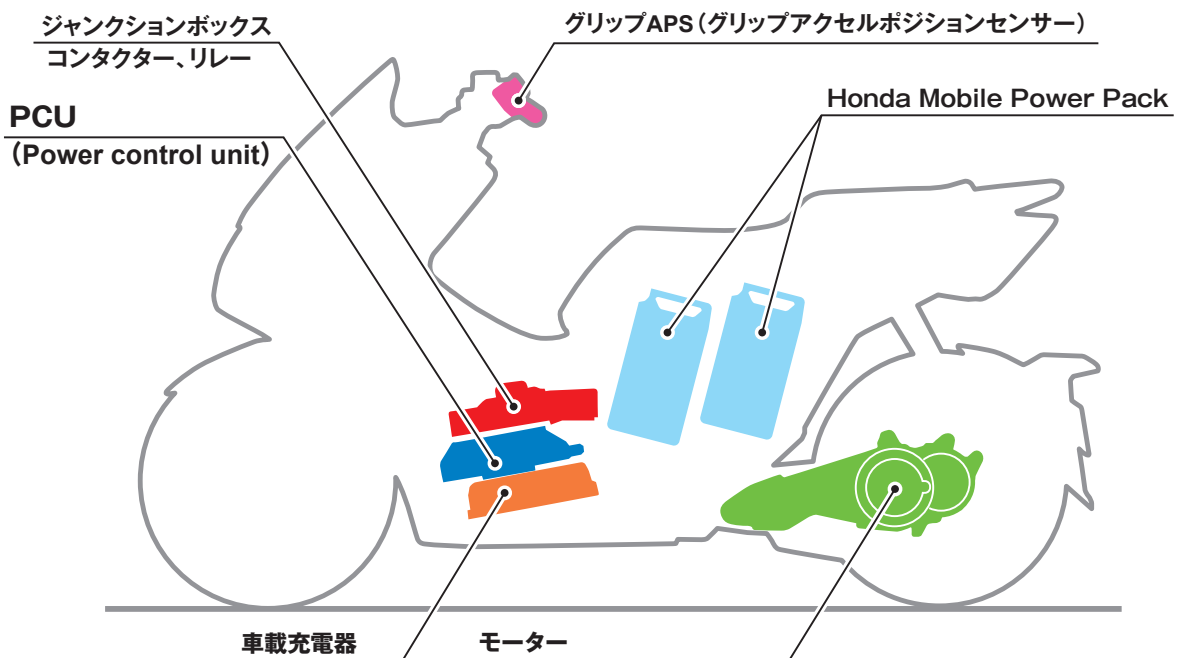 ジャンクションボックス
コンタクター、リレー
グリップAPS(グリップアクセルポジションセンサー)
PCU
(Power control unit)
Honda Mobile Power Pack
車載充電器
モーター